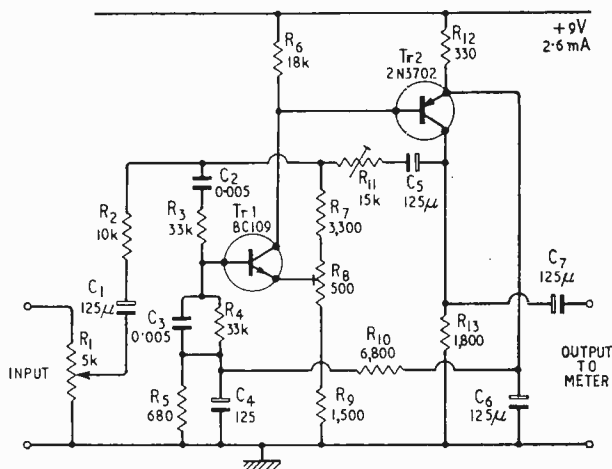 +9V
2·6mA
R6
18k
R12
330
Tr2
2N3702
C2
0·005
R2
10k
R3
33k
Tr1
BC109
R7
3,300
R11
15k
C5
125μ
R8
500
C7
125μ
C1
125μ
R1
5k
INPUT
C3
0·005
R4
33k
R10
6,800
R13
1,800
OUTPUT
TO
METER
R5
680
C4
125
R9
1,500
C6
125μ